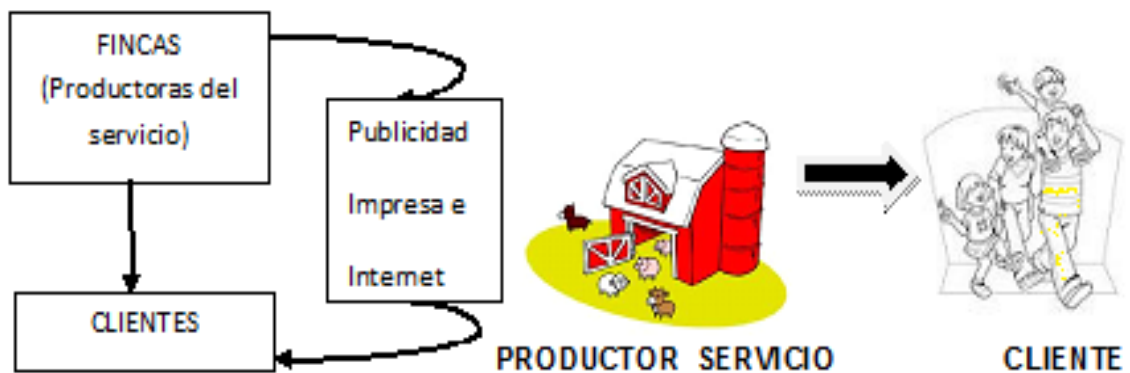 FINCAS
(Productoras del
servicio)
Publicidad
Impresa e
Internet
CLIENTES
PRODUCTOR SERVICIO
CLIENTE